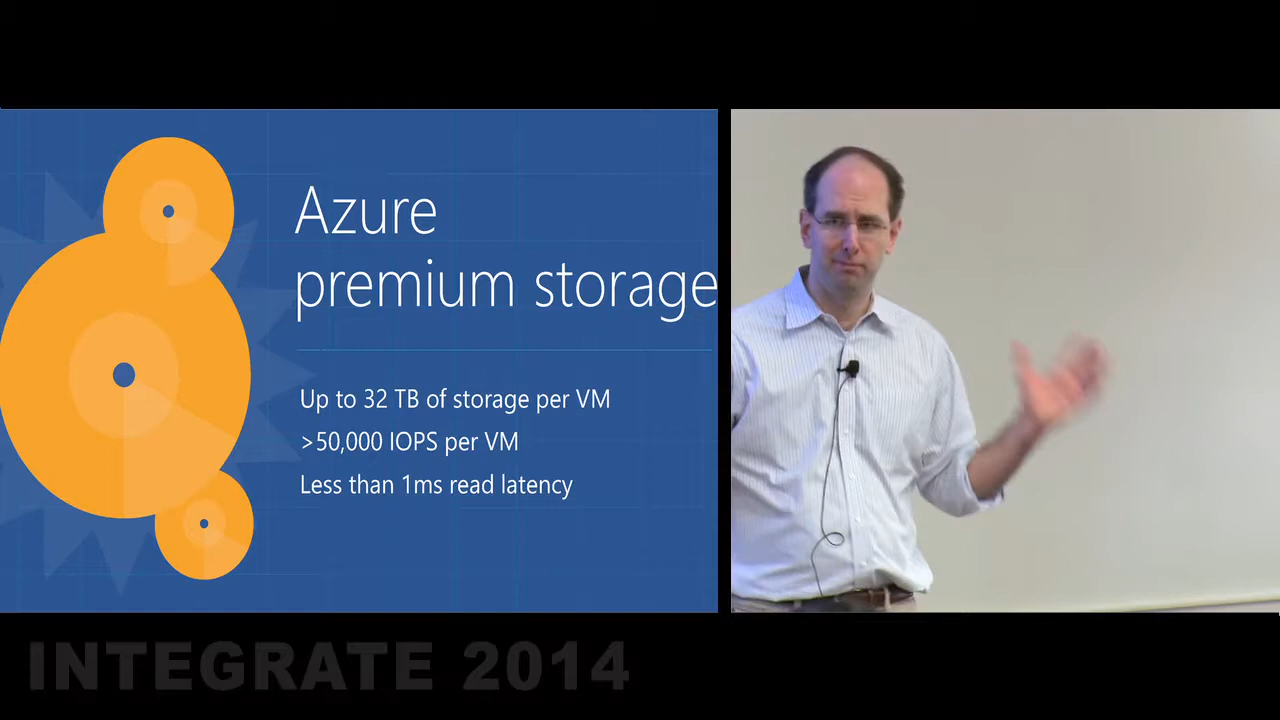 Azure
premium storage
Up to 32 TB of storage per VM
>50,000 IOPS per VM
Less than 1ms read latency
INTEGRATE 2014